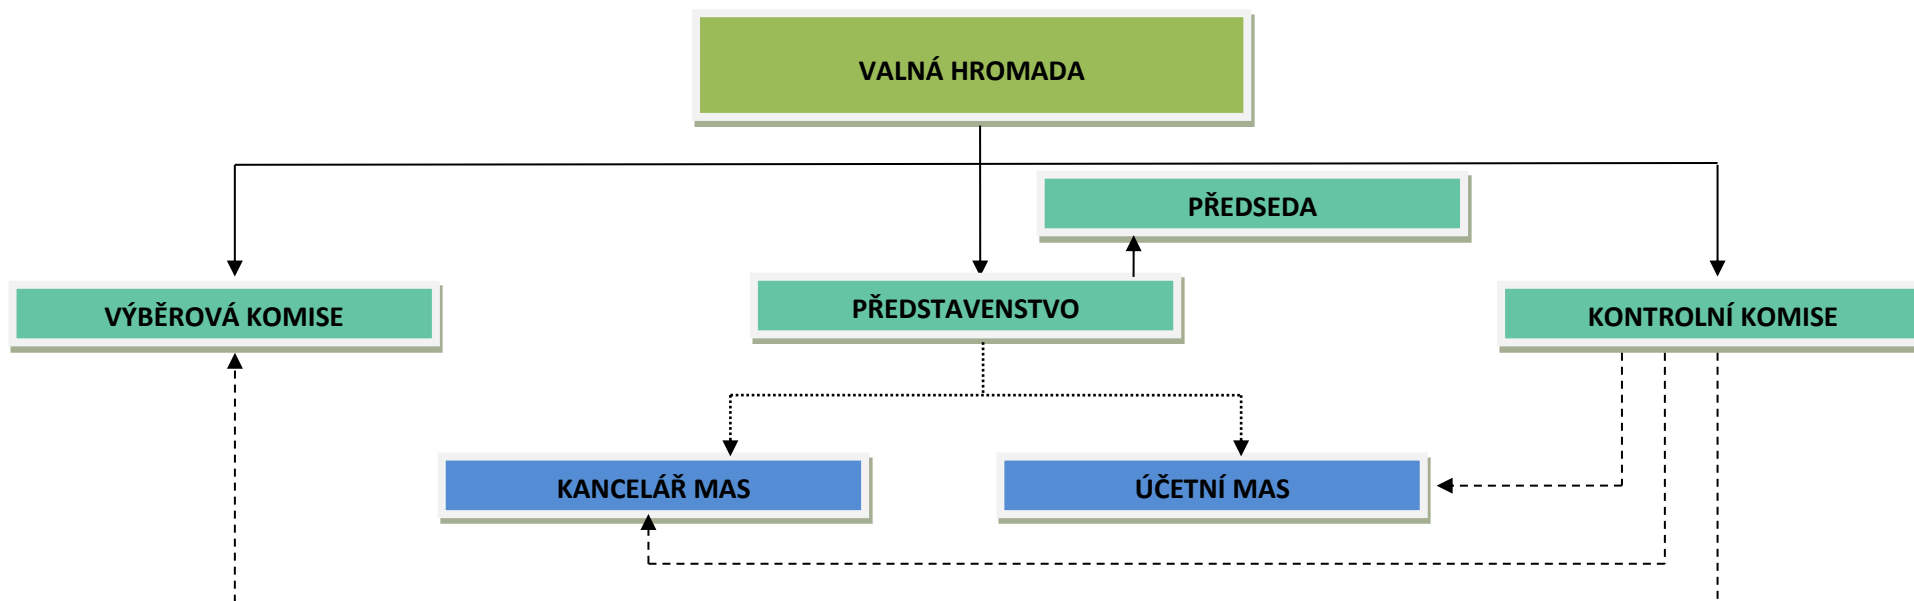 VALNÁ HROMADA
PŘEDSEDA
VÝBĚROVÁ KOMISE
PŘEDSTAVENSTVO
KONTROLNÍ KOMISE
KANCELÁŘ MAS
ÚČETNÍ MAS